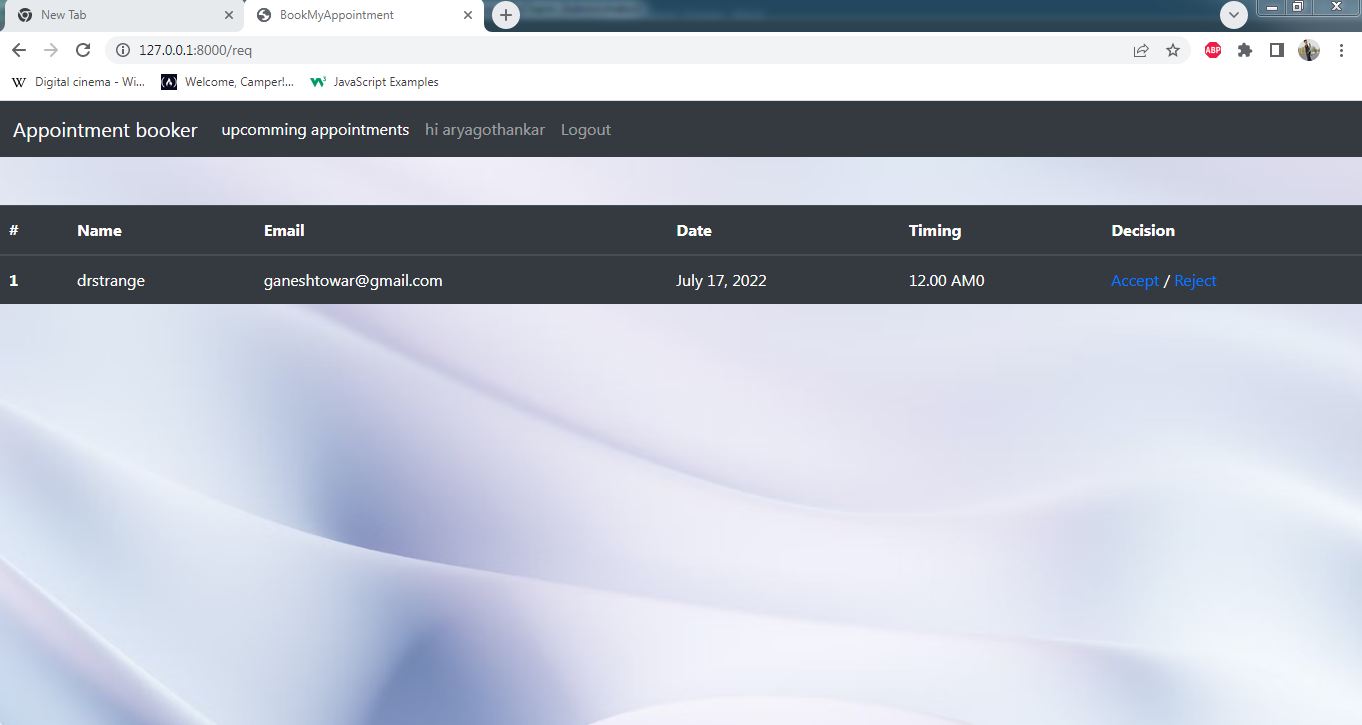 New Tab
BookMyAppointment
127.0.0.1:8000/req
ABP
W Digital cinema - Wi... (A) Welcome, Camper!... W3 JavaScript Examples
Appointment booker upcomming appointments hi aryagothankar Logout
# Name Email Date Timing Decision
1 drstrange ganeshtowar@gmail.com July 17, 2022 12.00 AM0 Accept / Reject